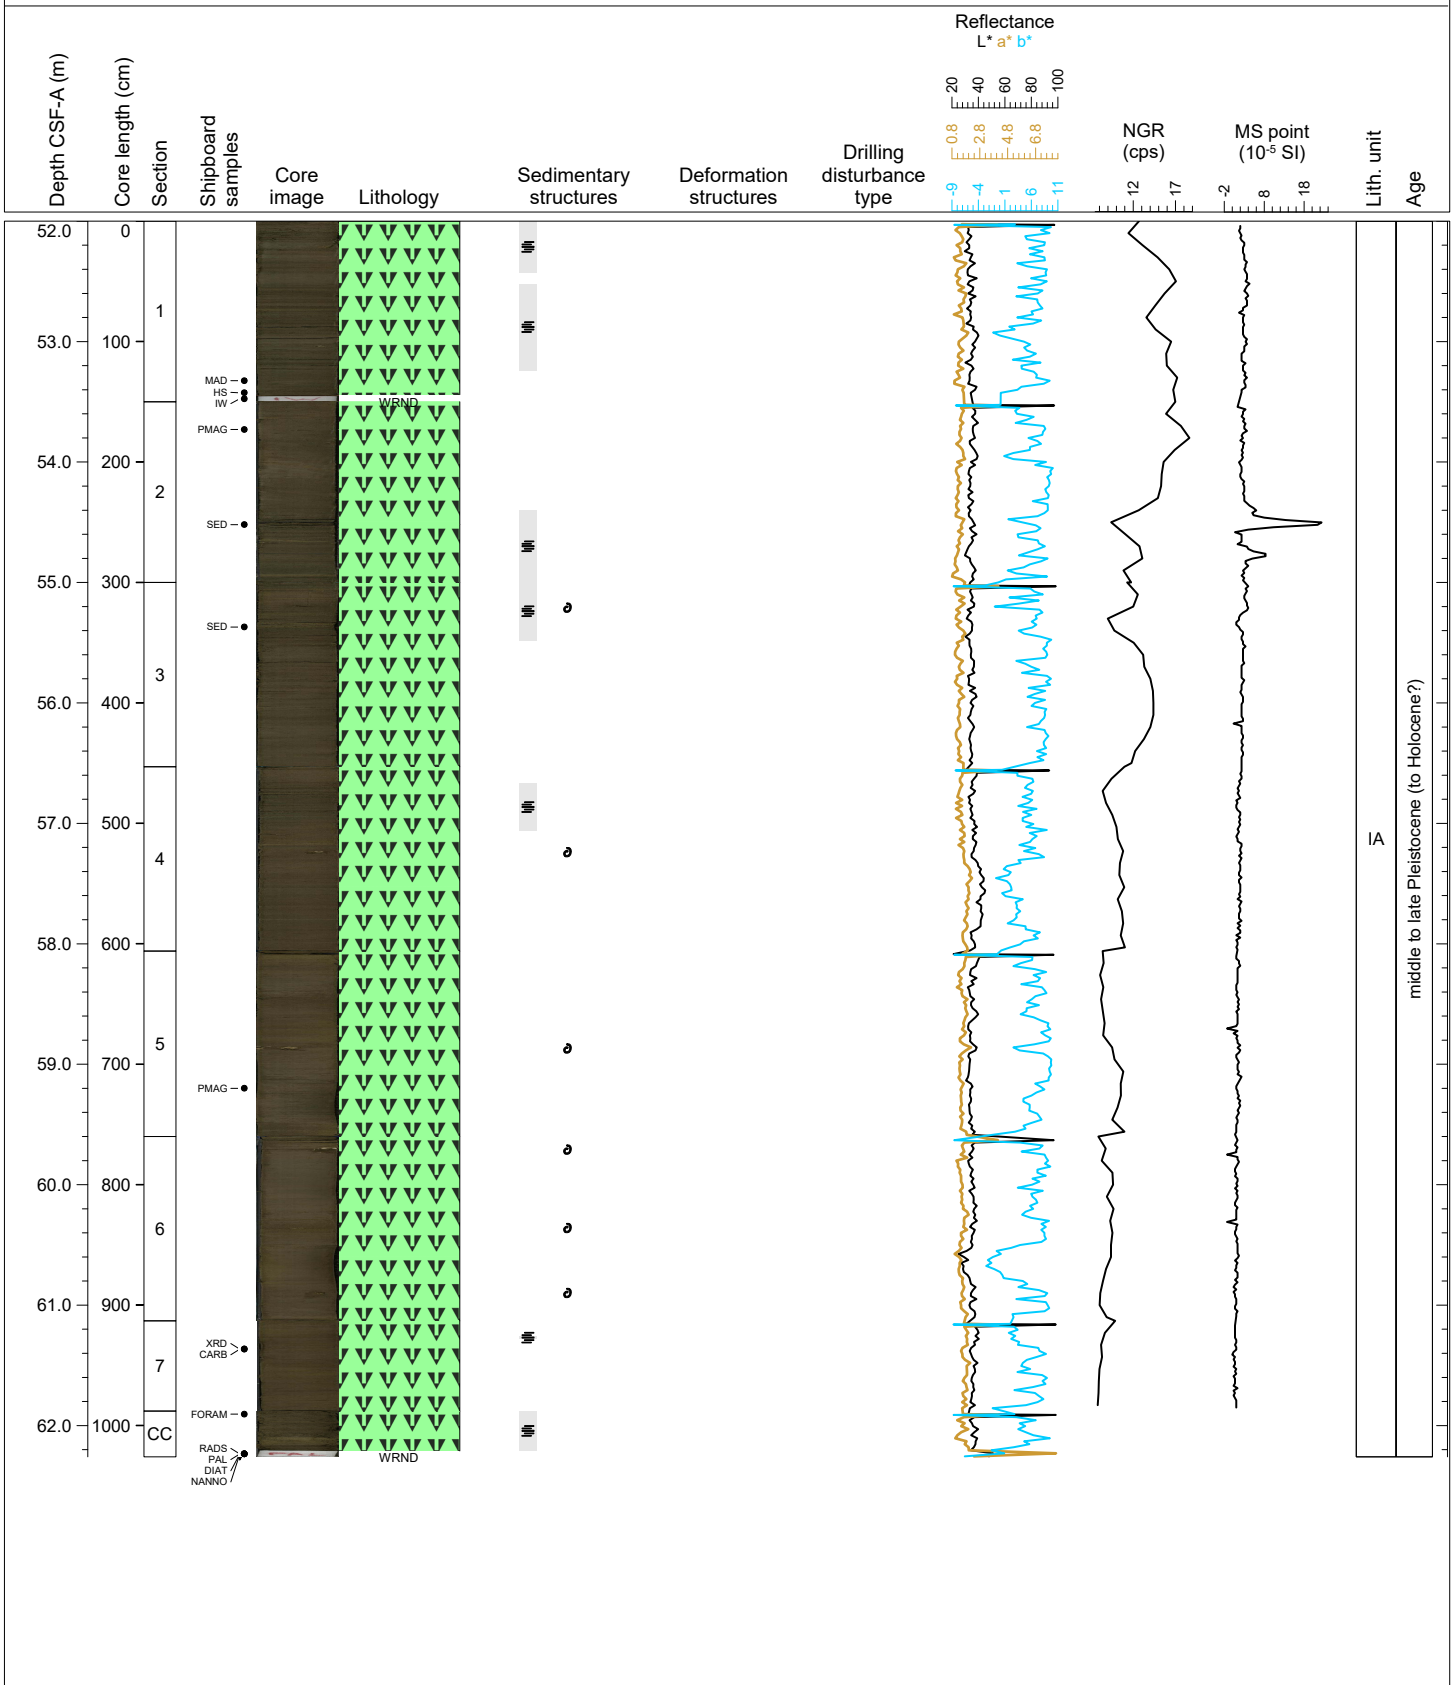 Reflectance
L* a* b*
Depth CSF-A (m)
Core length (cm)
Section
Shipboard samples
Core image
Lithology
Sedimentary structures
Deformation structures
Drilling disturbance type
20 40 60 80 100
0.8 2.8 4.8 6.8
-9 -4 1 6 11
NGR (cps)
12 17
MS point (10-5 SI)
-2 8 18
Lith. unit
Age
52.0 0
1
53.0 100
MAD
HS
IW
WRND
PMAG
54.0 200
2
SED
55.0 300
SED
3
56.0 400
57.0 500
4
IA
middle to late Pleistocene (to Holocene?)
58.0 600
5
59.0 700
PMAG
60.0 800
6
61.0 900
XRD
CARB
7
FORAM
62.0 1000
CC
RADS
PAL
WRND
DIAT
NANNO